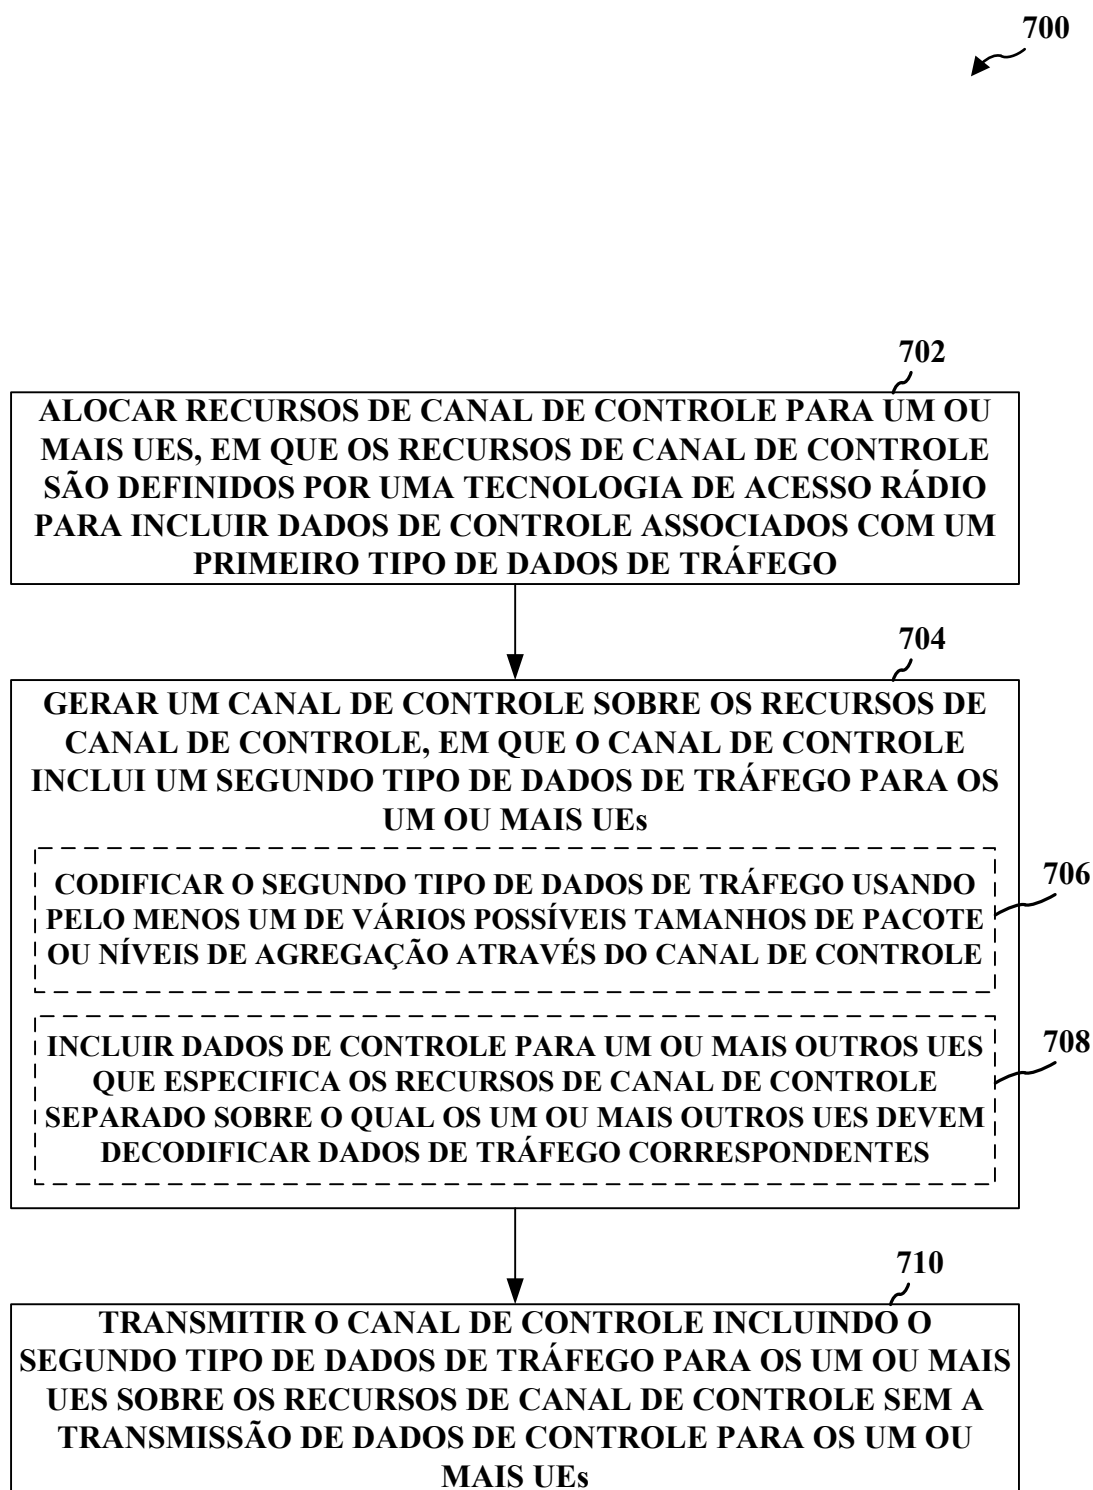 700
702
ALOCAR RECURSOS DE CANAL DE CONTROLE PARA UM OU
MAIS UES, EM QUE OS RECURSOS DE CANAL DE CONTROLE
SÃO DEFINIDOS POR UMA TECNOLOGIA DE ACESSO RÁDIO
PARA INCLUIR DADOS DE CONTROLE ASSOCIADOS COM UM
PRIMEIRO TIPO DE DADOS DE TRÁFEGO
704
GERAR UM CANAL DE CONTROLE SOBRE OS RECURSOS DE
CANAL DE CONTROLE, EM QUE O CANAL DE CONTROLE
INCLUI UM SEGUNDO TIPO DE DADOS DE TRÁFEGO PARA OS
UM OU MAIS UEs
706
CODIFICAR O SEGUNDO TIPO DE DADOS DE TRÁFEGO USANDO
PELO MENOS UM DE VÁRIOS POSSÍVEIS TAMANHOS DE PACOTE
OU NÍVEIS DE AGREGAÇÃO ATRAVÉS DO CANAL DE CONTROLE
708
INCLUIR DADOS DE CONTROLE PARA UM OU MAIS OUTROS UES
QUE ESPECIFICA OS RECURSOS DE CANAL DE CONTROLE
SEPARADO SOBRE O QUAL OS UM OU MAIS OUTROS UES DEVEM
DECODIFICAR DADOS DE TRÁFEGO CORRESPONDENTES
710
TRANSMITIR O CANAL DE CONTROLE INCLUINDO O
SEGUNDO TIPO DE DADOS DE TRÁFEGO PARA OS UM OU MAIS
UES SOBRE OS RECURSOS DE CANAL DE CONTROLE SEM A
TRANSMISSÃO DE DADOS DE CONTROLE PARA OS UM OU
MAIS UEs